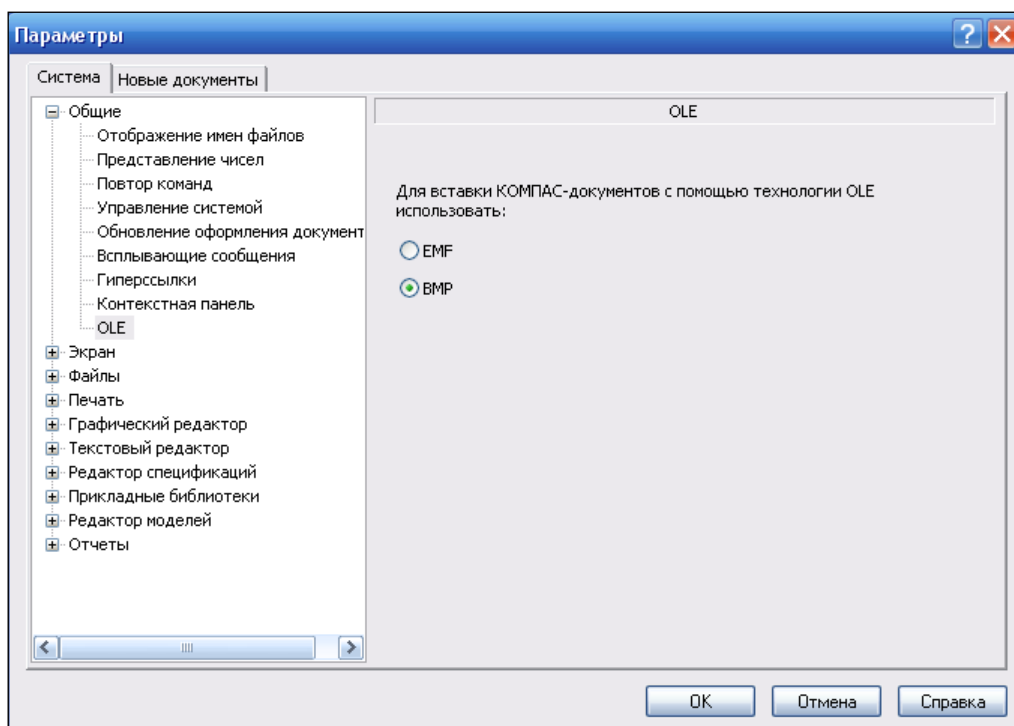 Параметры
Система
Новые документы
Общие
Отображение имен файлов
Представление чисел
Повтор команд
Управление системой
Обновление оформления документ
Всплывающие сообщения
Гиперссылки
Контекстная панель
OLE
Экран
Файлы
Печать
Графический редактор
Текстовый редактор
Редактор спецификаций
Прикладные библиотеки
Редактор моделей
Отчеты
OLE
Для вставки КОМПАС-документов с помощью технологии OLE
использовать:
EMF
BMP
OK
Отмена
Справка